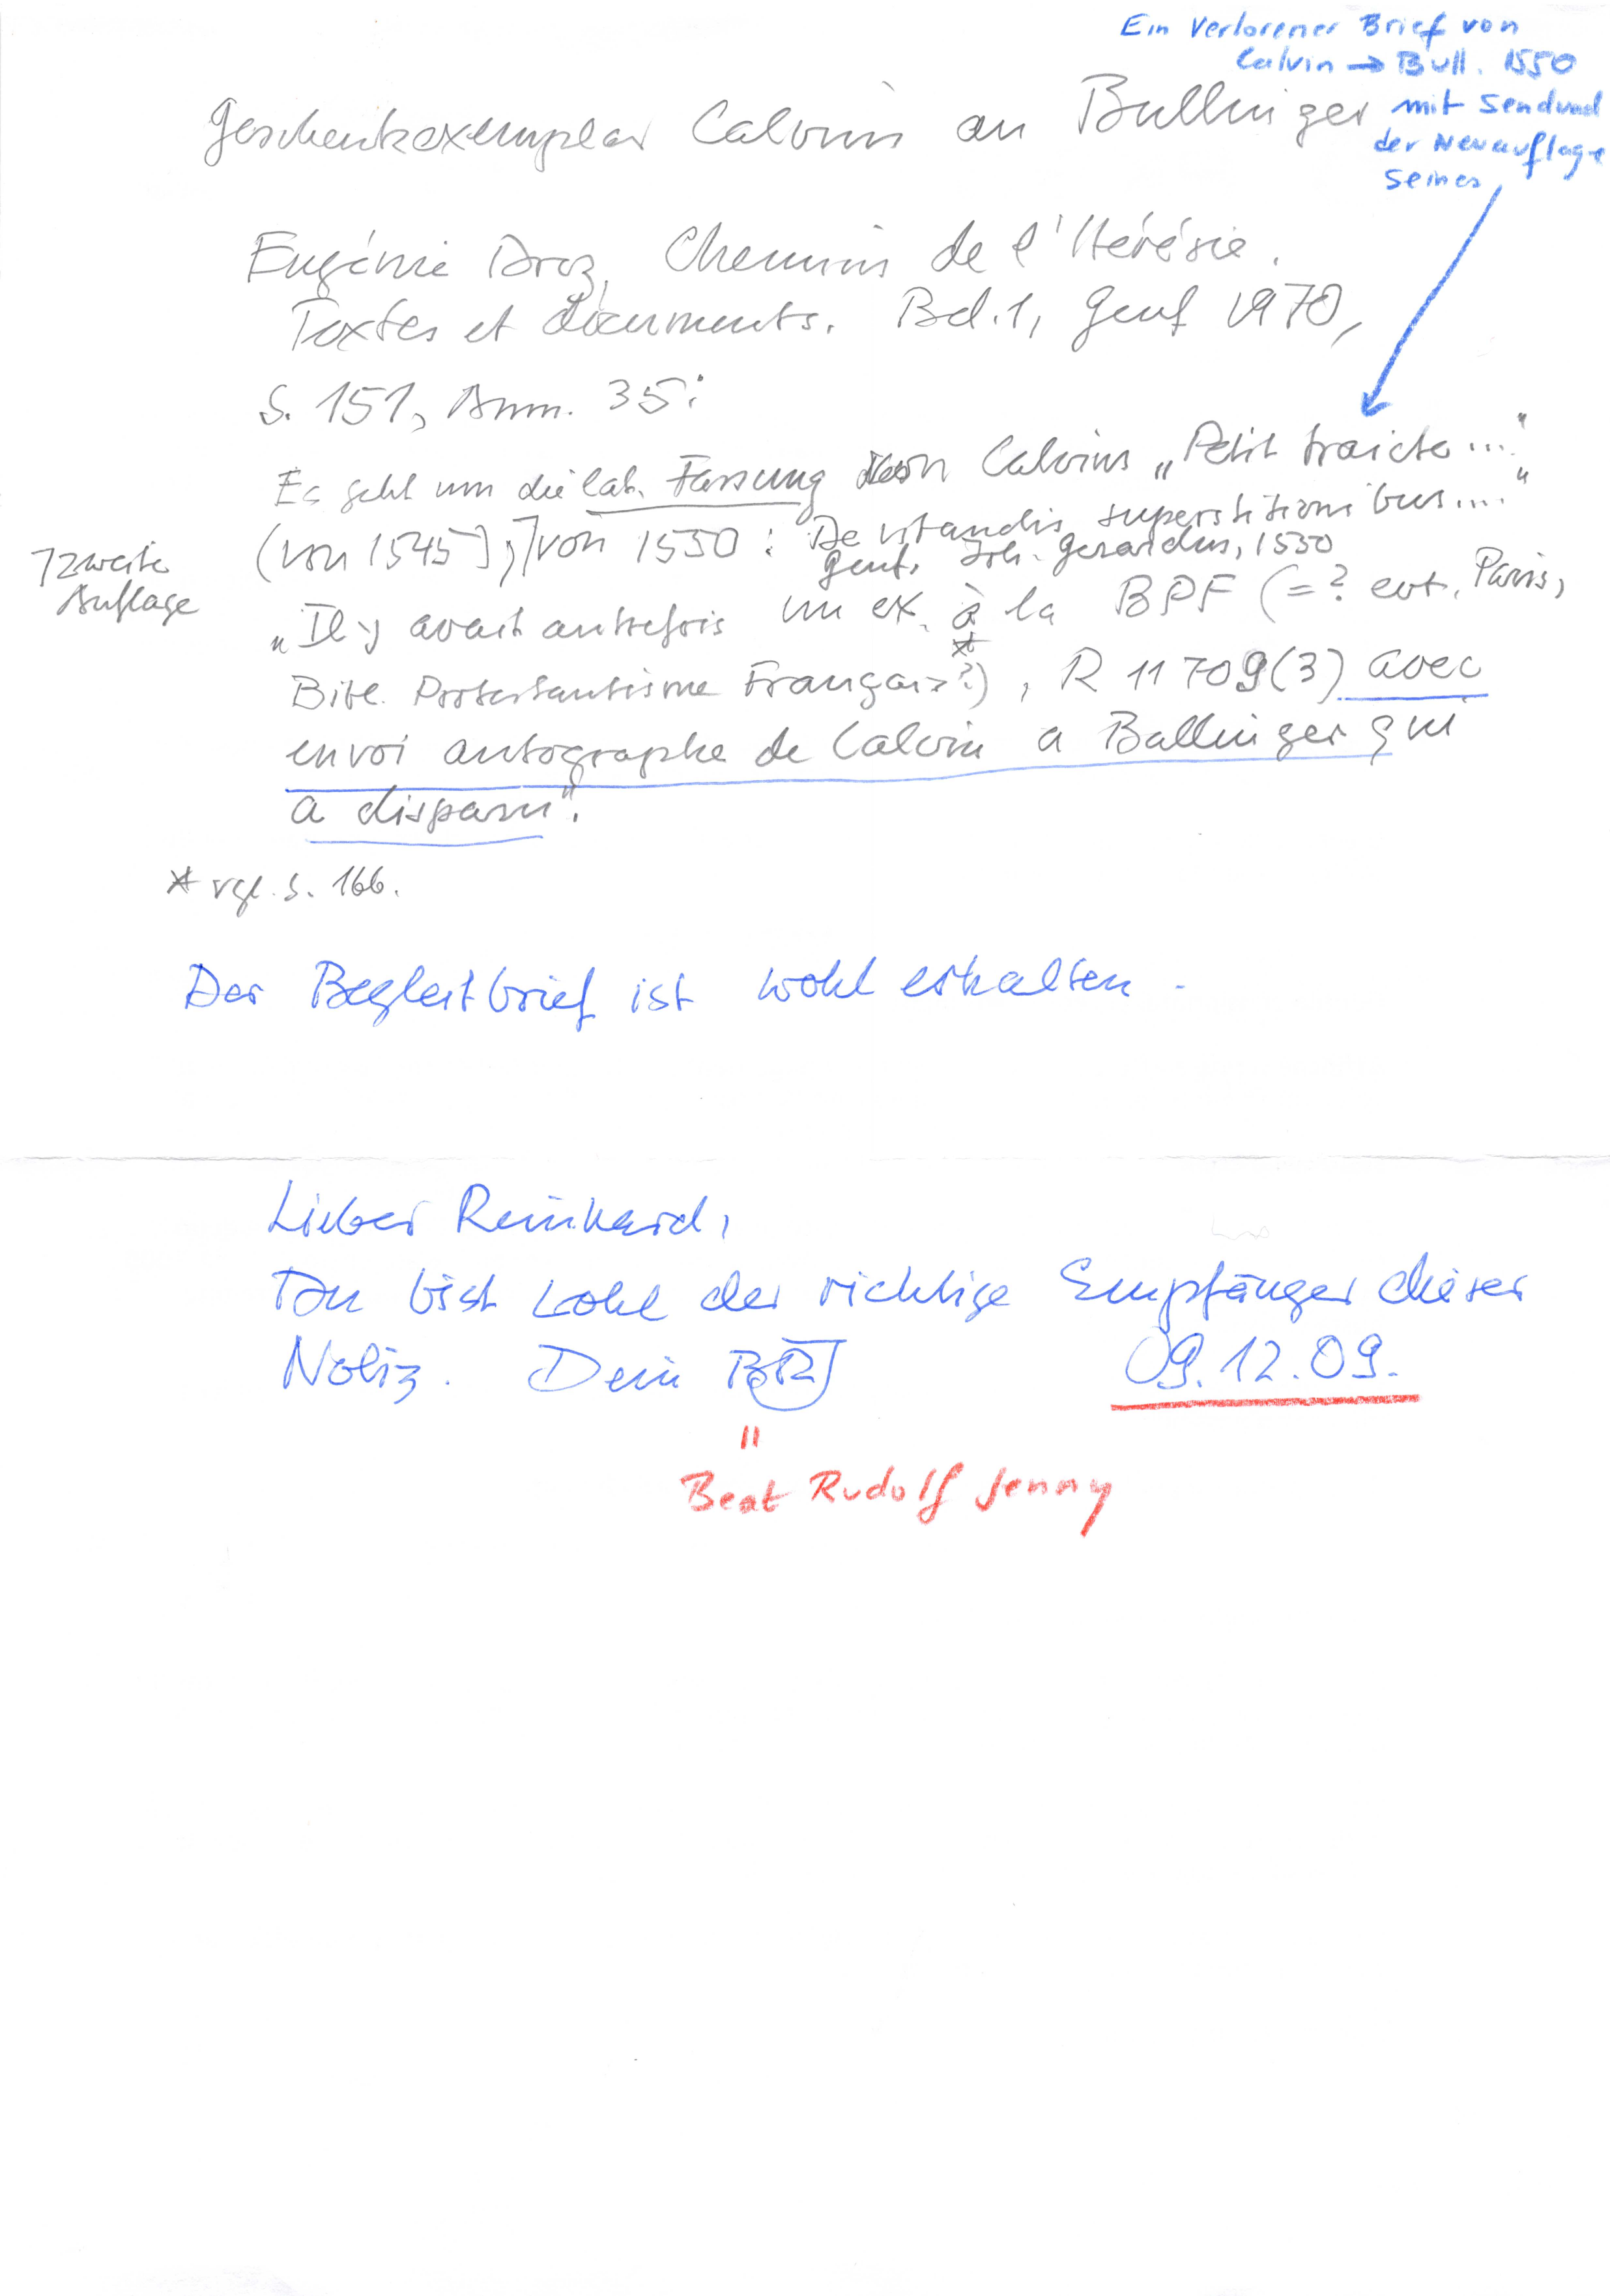 Ein Verlorener Brief von
Calvin → Bull. 1550
mit Sendund
der Neuauflage
seines
Geschenkexemplar Calvins an Bullinger
Eugénie Droz, Chemins de l'Hérésie.
Textes et documents. Bd. 1, Genf 1970,
S. 151, Anm. 35:
Es geht um die lat. Fassung von Calvins „Petit traicte ...“
(von 1545), ⌉von 1550: De vitandis superstitionibus....“
Genf, Joh. Gerardus, 1550
⌉zweite
Auflage
„Il y avait autrefois un ex. à* la BPF (=? evt. Paris,
Bibl. Protestantisme Français?), R 11 709(3) avec
envoi autographe de Calvin a Bullinger qui
a disparu“.
* vgl. S. 166.
Der Begleitbrief ist wohl erhalten.
Lieber Reinhard,
Du bist wohl der richtige Empfänger dieser
Notiz. Dein BRJ 09.12.09.
=
Beat Rudolf Jenny